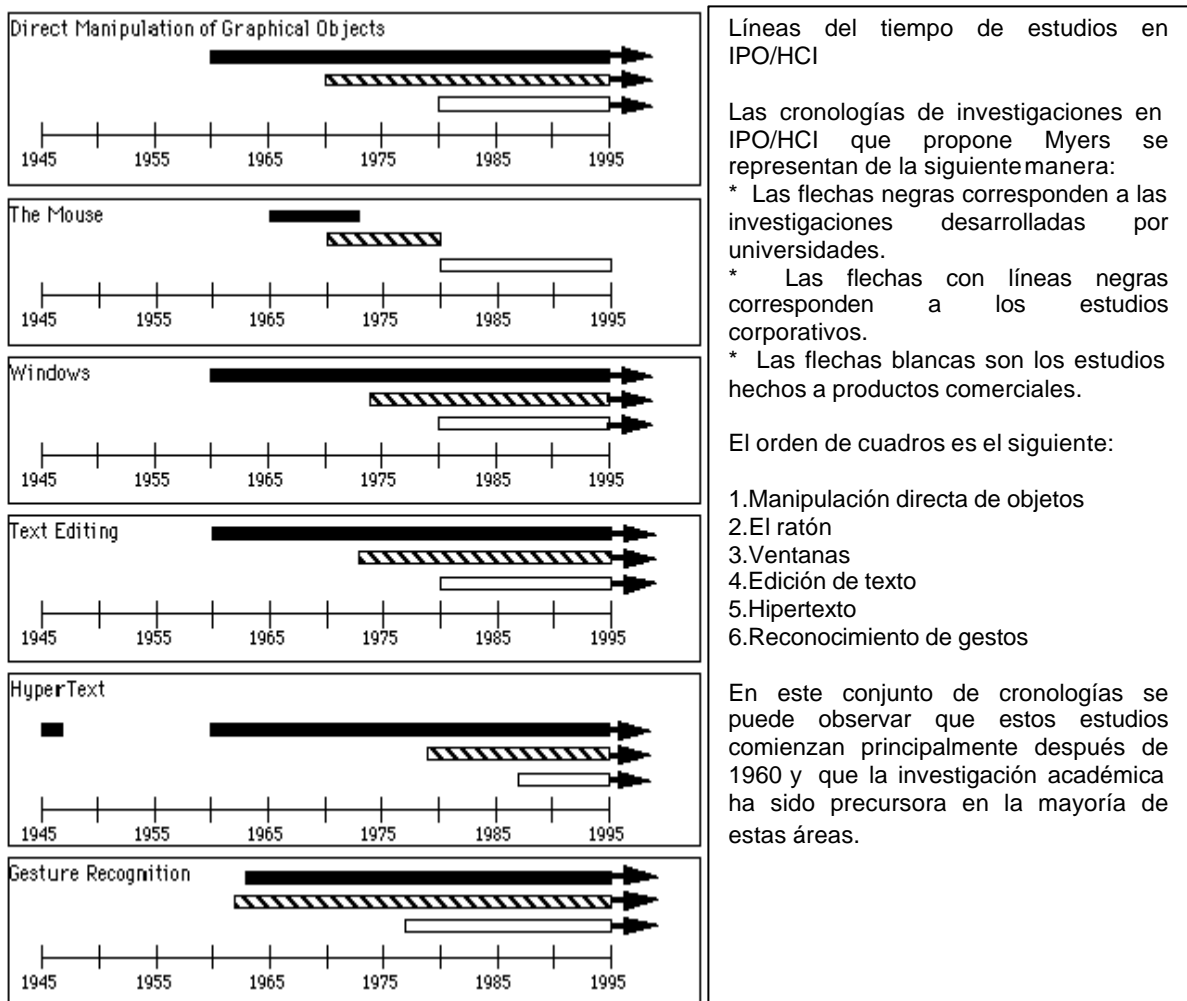 Direct Manipulation of Graphical Objects
1945 1955 1965 1975 1985 1995
The Mouse
1945 1955 1965 1975 1985 1995
Windows
1945 1955 1965 1975 1985 1995
Text Editing
1945 1955 1965 1975 1985 1995
HyperText
1945 1955 1965 1975 1985 1995
Gesture Recognition
1945 1955 1965 1975 1985 1995
Líneas del tiempo de estudios en
IPO/HCI
Las cronologías de investigaciones en
IPO/HCI que propone Myers se
representan de la siguiente manera:
* Las flechas negras corresponden a las
investigaciones desarrolladas por
universidades.
* Las flechas con líneas negras
corresponden a los estudios
corporativos.
* Las flechas blancas son los estudios
hechos a productos comerciales.
El orden de cuadros es el siguiente:
1.Manipulación directa de objetos
2.El ratón
3.Ventanas
4.Edición de texto
5.Hipertexto
6.Reconocimiento de gestos
En este conjunto de cronologías se
puede observar que estos estudios
comienzan principalmente después de
1960 y que la investigación académica
ha sido precursora en la mayoría de
estas áreas.